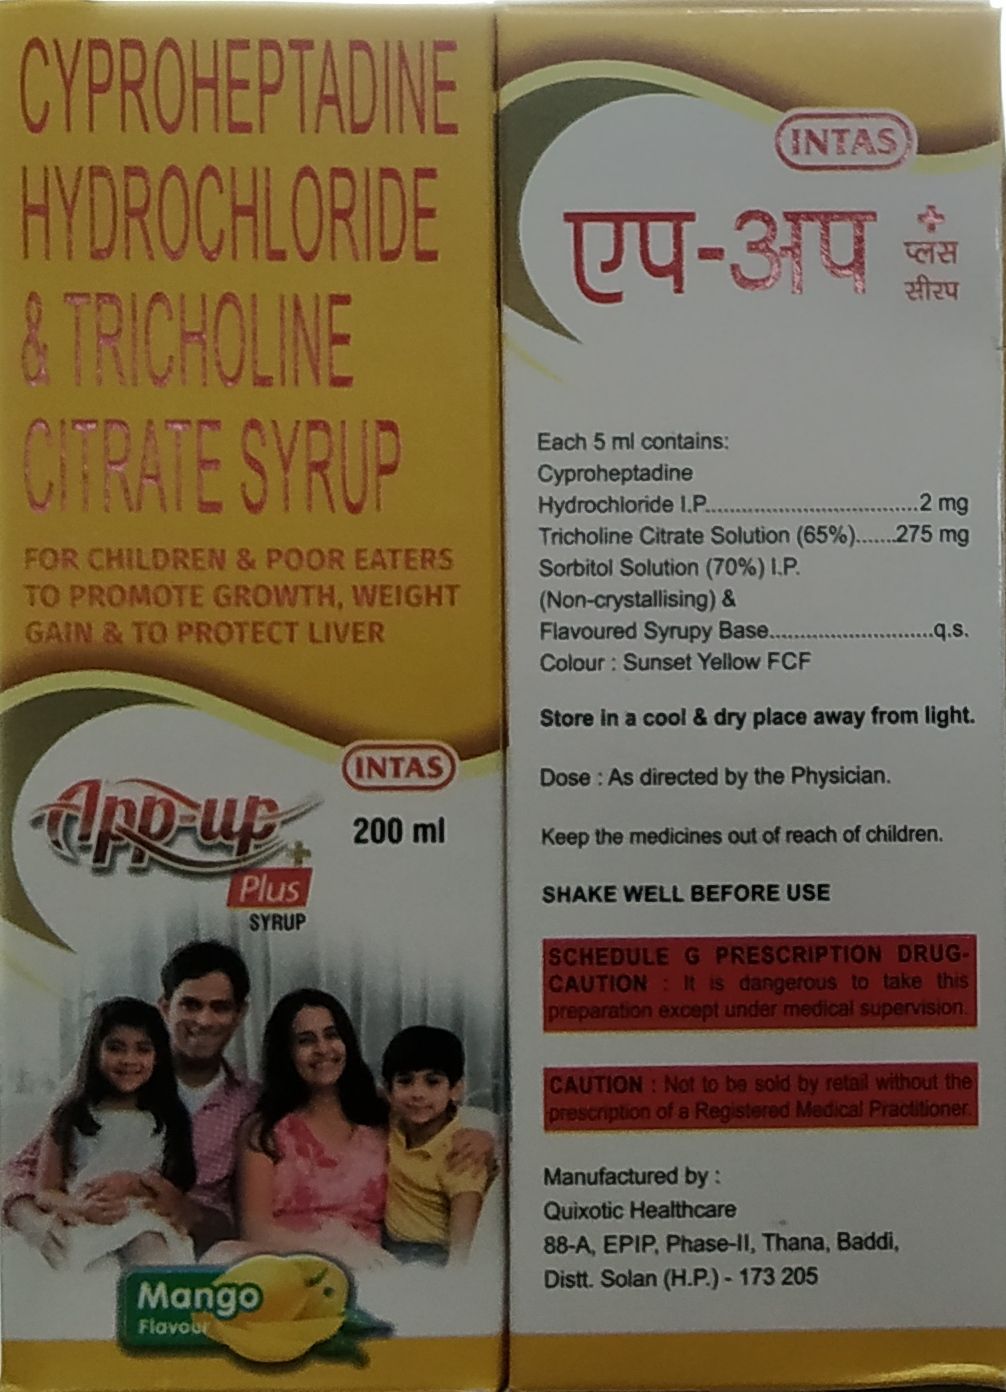 CYPROHEPTADINE
HYDROCHLORIDE
& TRICHOLINE
CITRATE SYRUP
FOR CHILDREN & POOR EATERS
TO PROMOTE GROWTH, WEIGHT
GAIN & TO PROTECT LIVER
INTAS
App-up
200 ml
+
Plus
SYRUP
Mango
Flavour
INTAS
एप-अप +
प्लस
सीरप
Each 5 ml contains:
Cyproheptadine
Hydrochloride I.P..................................2 mg
Tricholine Citrate Solution (65%).......275 mg
Sorbitol Solution (70%) I.P.
(Non-crystallising) &
Flavoured Syrupy Base..........................q.s.
Colour : Sunset Yellow FCF
Store in a cool & dry place away from light.
Dose : As directed by the Physician.
Keep the medicines out of reach of children.
SHAKE WELL BEFORE USE
SCHEDULE G PRESCRIPTION DRUG-
CAUTION : It is dangerous to take this
preparation except under medical supervision.
CAUTION : Not to be sold by retail without the
prescription of a Registered Medical Practitioner.
Manufactured by :
Quixotic Healthcare
88-A, EPIP, Phase-II, Thana, Baddi,
Distt. Solan (H.P.) - 173 205